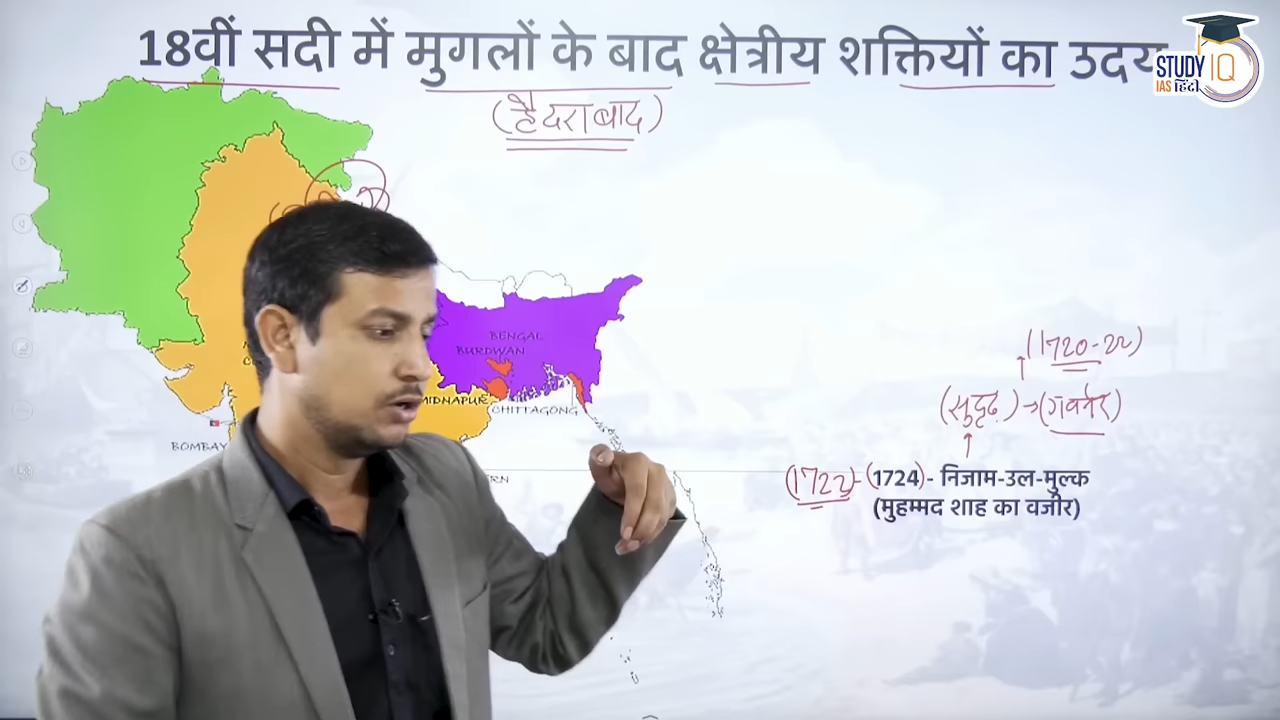 18वीं सदी में मुगलों के बाद क्षेत्रीय शक्तियों का उदय
STUDY IQ
IAS हिंदी
(हैदराबाद)
BENGAL
BURDWAN
(1720-22)
MIDNAPUR
CHITTAGONG
(सुदृढ़) → (गवर्नर)
BOMBAY
RN
(1722)-(1724)- निजाम-उल-मुल्क
(मुहम्मद शाह का वजीर)